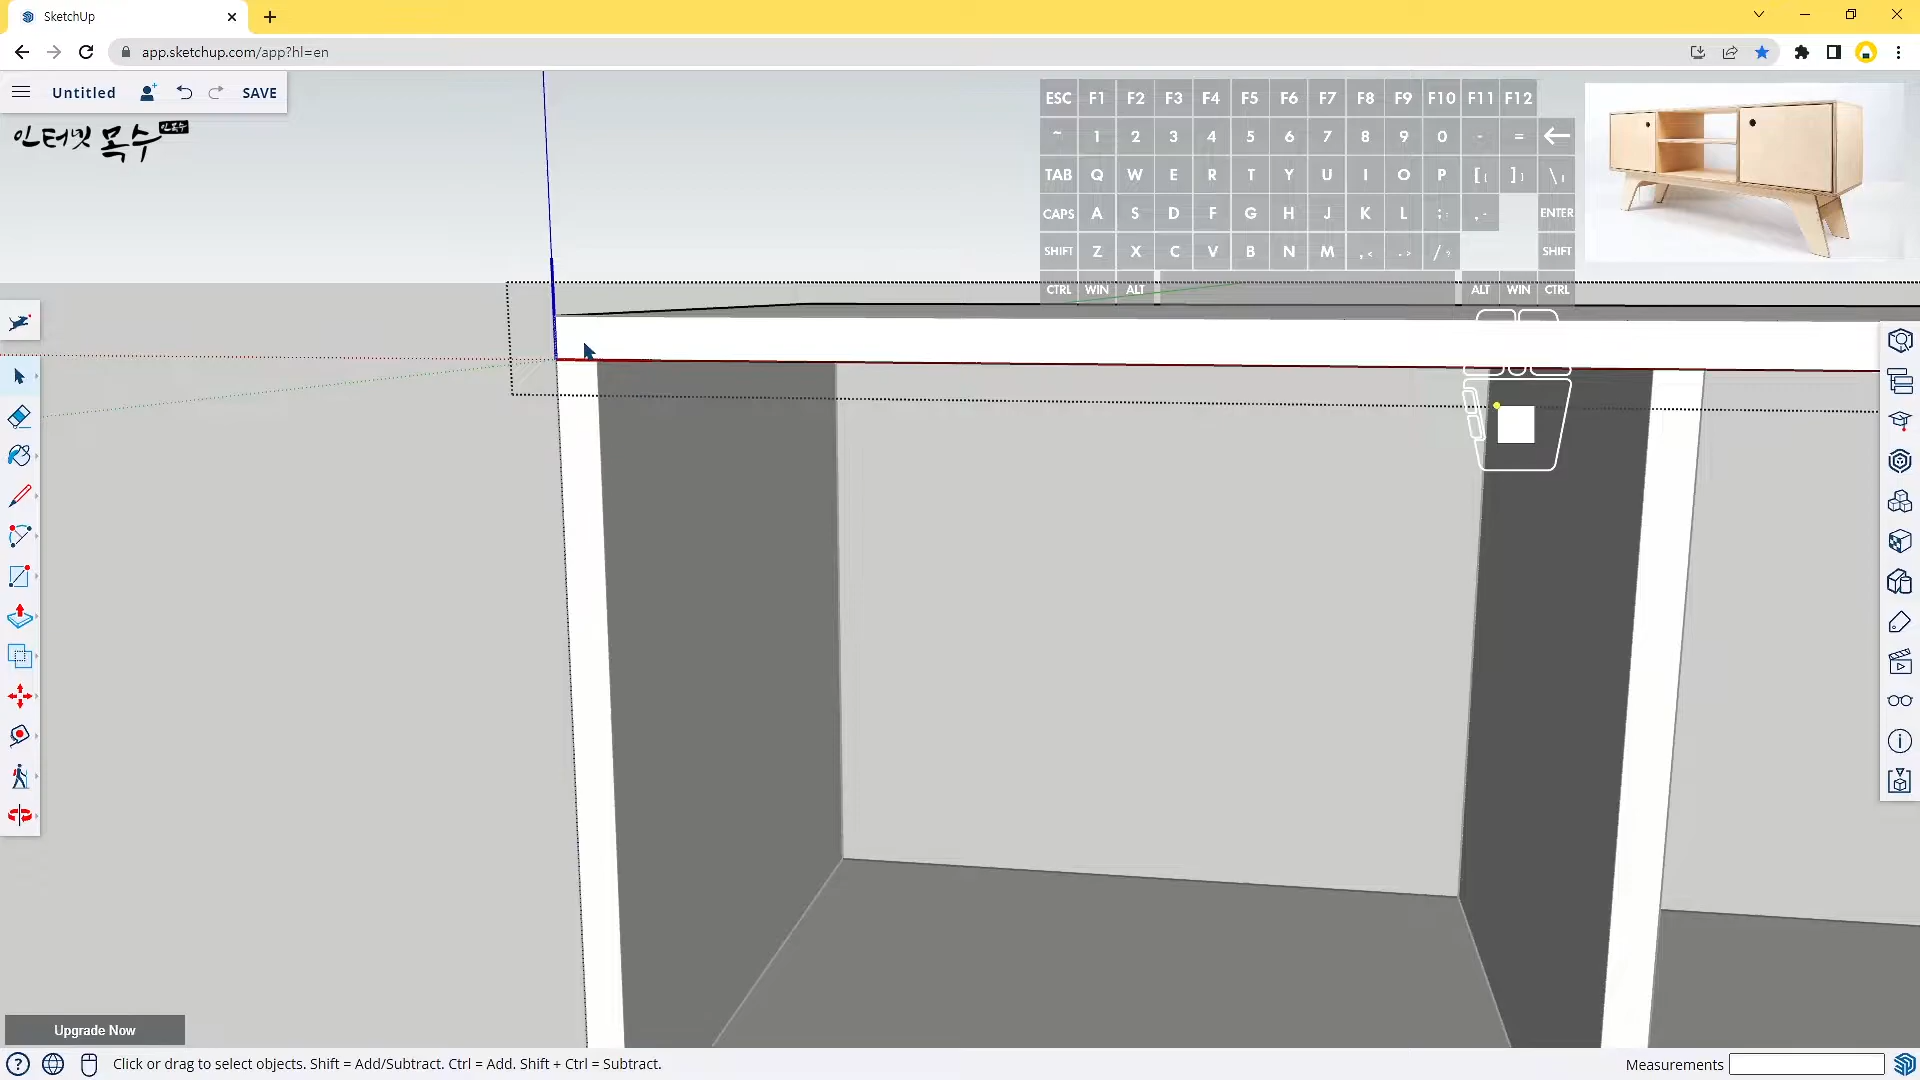 SketchUp
app.sketchup.com/app?hl=en
Untitled
SAVE
인터넷 목수
ESC F1 F2 F3 F4 F5 F6 F7 F8 F9 F10 F11 F12
~ 1 2 3 4 5 6 7 8 9 0 - =
TAB Q W E R T Y U I O P [ ] \
CAPS A S D F G H J K L ; ENTER
SHIFT Z X C V B N M , < . > / ? SHIFT
CTRL WIN ALT ALT WIN CTRL
Upgrade Now
Click or drag to select objects. Shift = Add/Subtract. Ctrl = Add. Shift + Ctrl = Subtract.
Measurements